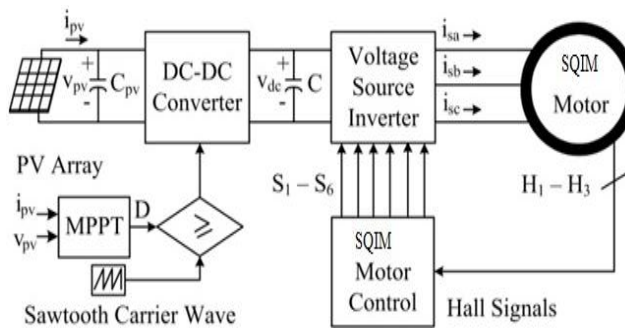 i_pv
+
v_pv
-
C_pv
DC-DC
Converter
+
v_dc
-
C
Voltage
Source
Inverter
i_sa
i_sb
i_sc
SQIM
Motor
PV Array
i_pv
v_pv
MPPT
D
≥
Sawtooth Carrier Wave
S_1 – S_6
SQIM
Motor
Control
H_1 – H_3
Hall Signals